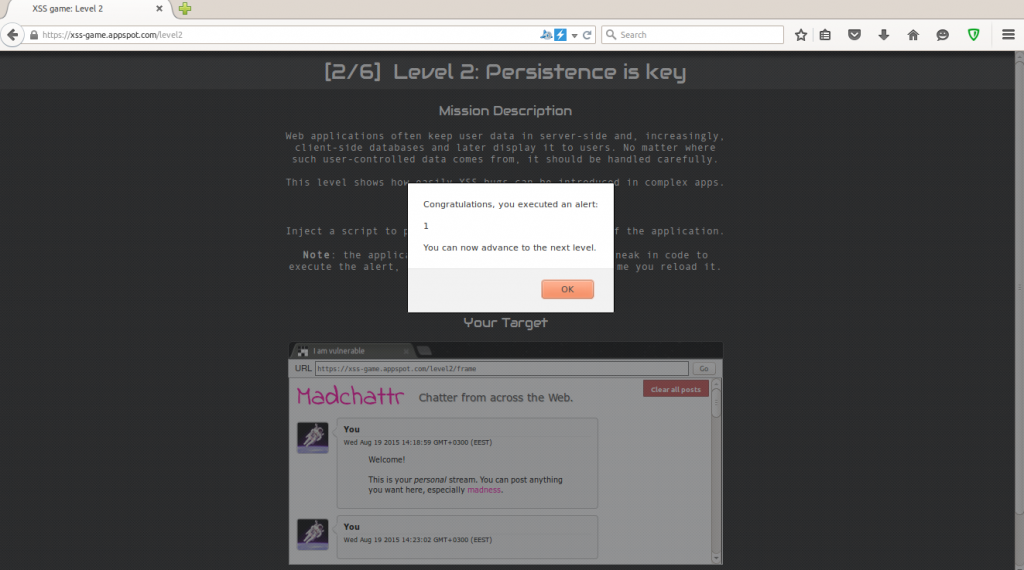 XSS game: Level 2
https://xss-game.appspot.com/level2
Search
[2/6] Level 2: Persistence is key
Mission Description
Web applications often keep user data in server-side and, increasingly,
client-side databases and later display it to users. No matter where
such user-controlled data comes from, it should be handled carefully.
This level shows how easily XSS bugs can be introduced in complex apps.
Inject a script to p f the application.
Note: the applica neak in code to
execute the alert, me you reload it.
Congratulations, you executed an alert:
1
You can now advance to the next level.
OK
Your Target
I am vulnerable
URL https://xss-game.appspot.com/level2/frame Go
Madchattr Chatter from across the Web.
Clear all posts
You
Wed Aug 19 2015 14:18:59 GMT+0300 (EEST)
Welcome!
This is your personal stream. You can post anything
you want here, especially madness.
You
Wed Aug 19 2015 14:23:02 GMT+0300 (EEST)